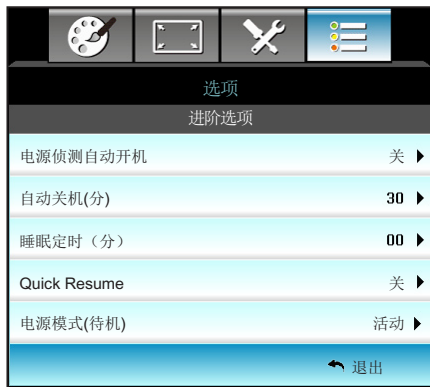 选项
进阶选项
电源侦测自动开机 关
自动关机(分) 30
睡眠定时（分） 00
Quick Resume 关
电源模式(待机) 活动
退出